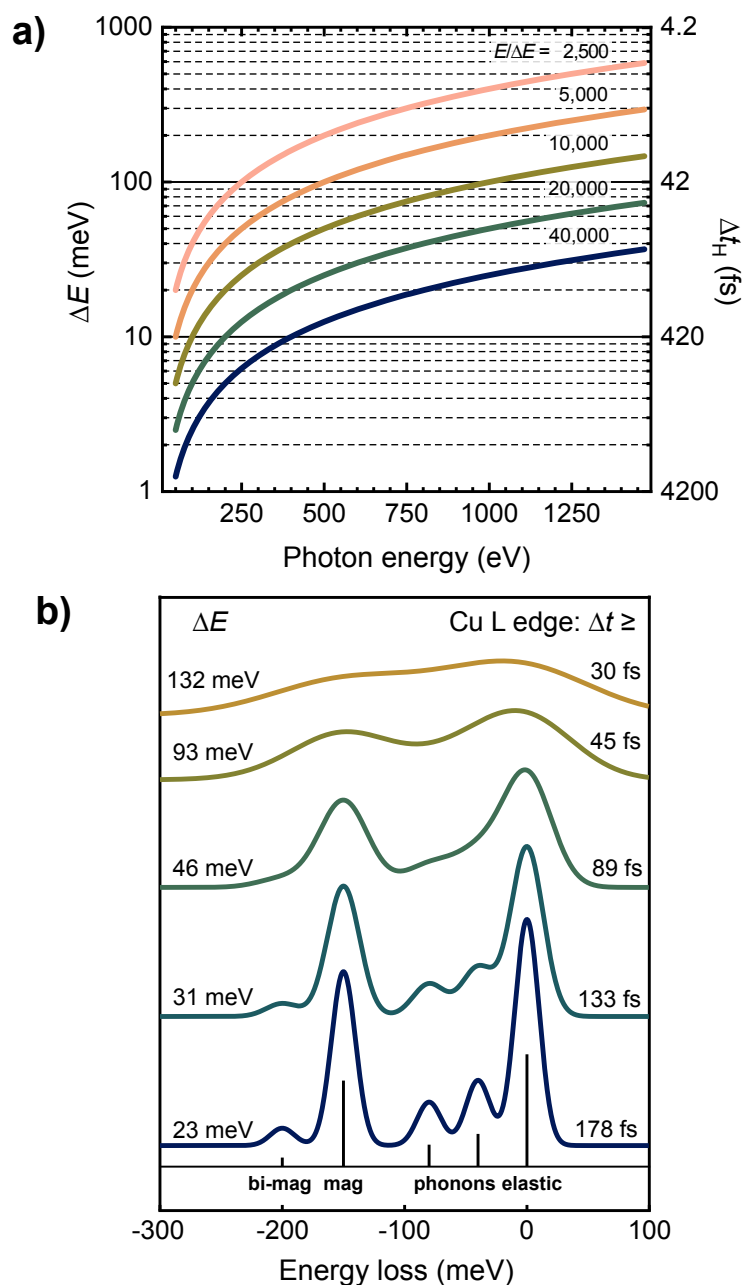 a)
1000
100
10
1
ΔE (meV)
E/ΔE = 2,500
5,000
10,000
20,000
40,000
4.2
42
420
4200
Δt_H (fs)
250 500 750 1000 1250
Photon energy (eV)
b)
ΔE Cu L edge: Δt ≥
132 meV 30 fs
93 meV 45 fs
46 meV 89 fs
31 meV 133 fs
23 meV 178 fs
bi-mag mag phonons elastic
-300 -200 -100 0 100
Energy loss (meV)